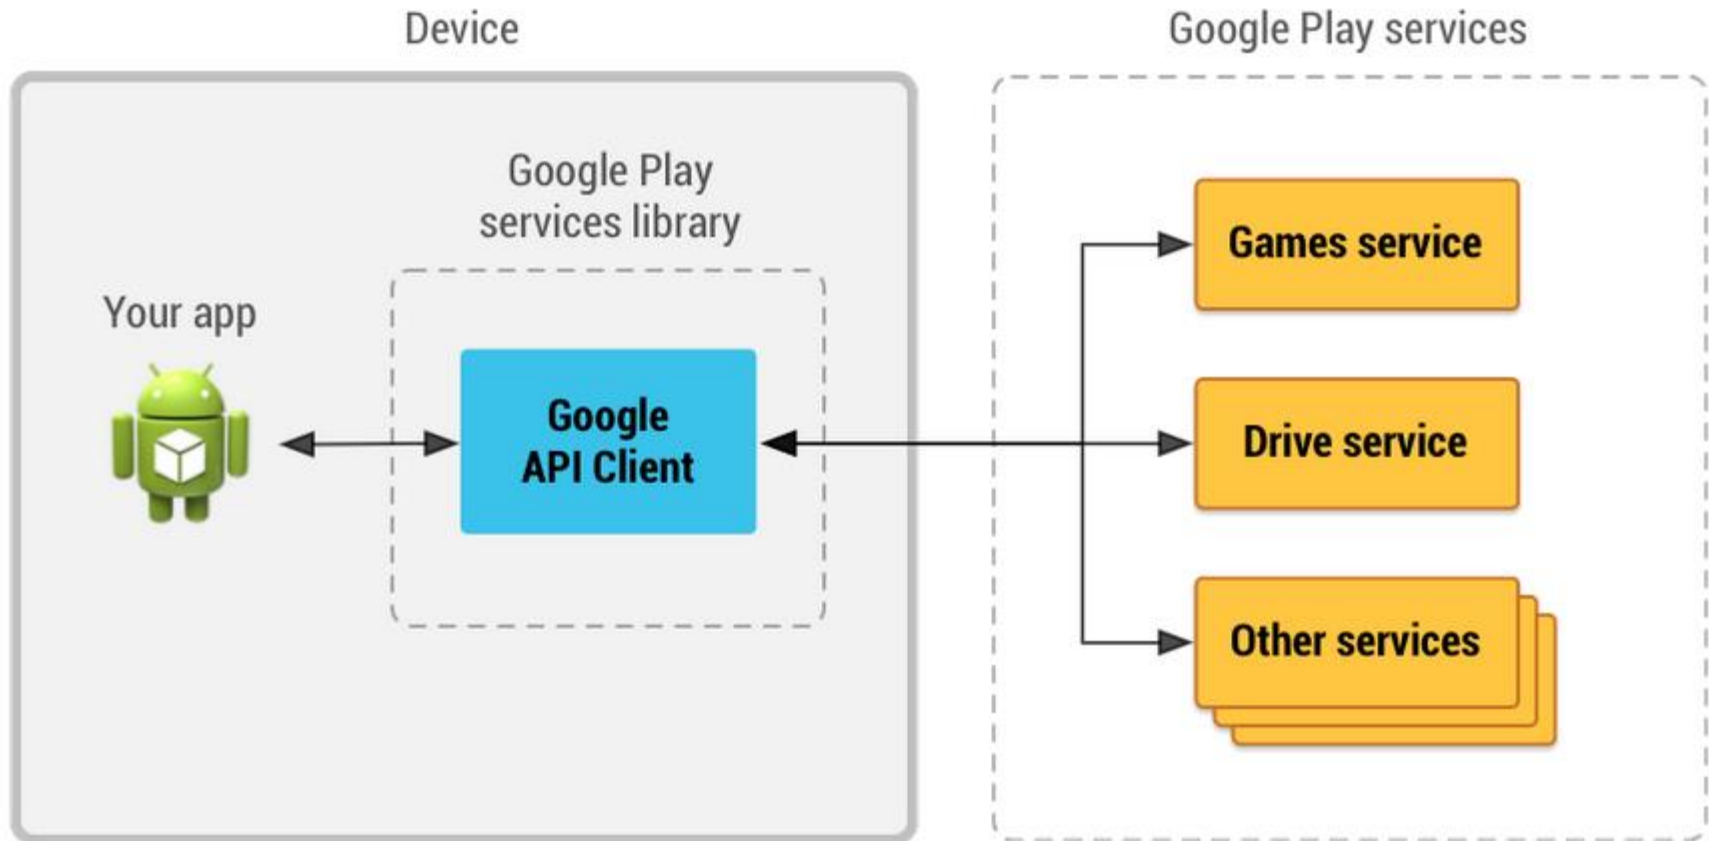 Device
Google Play services
Google Play
services library
Your app
Google
API Client
Games service
Drive service
Other services